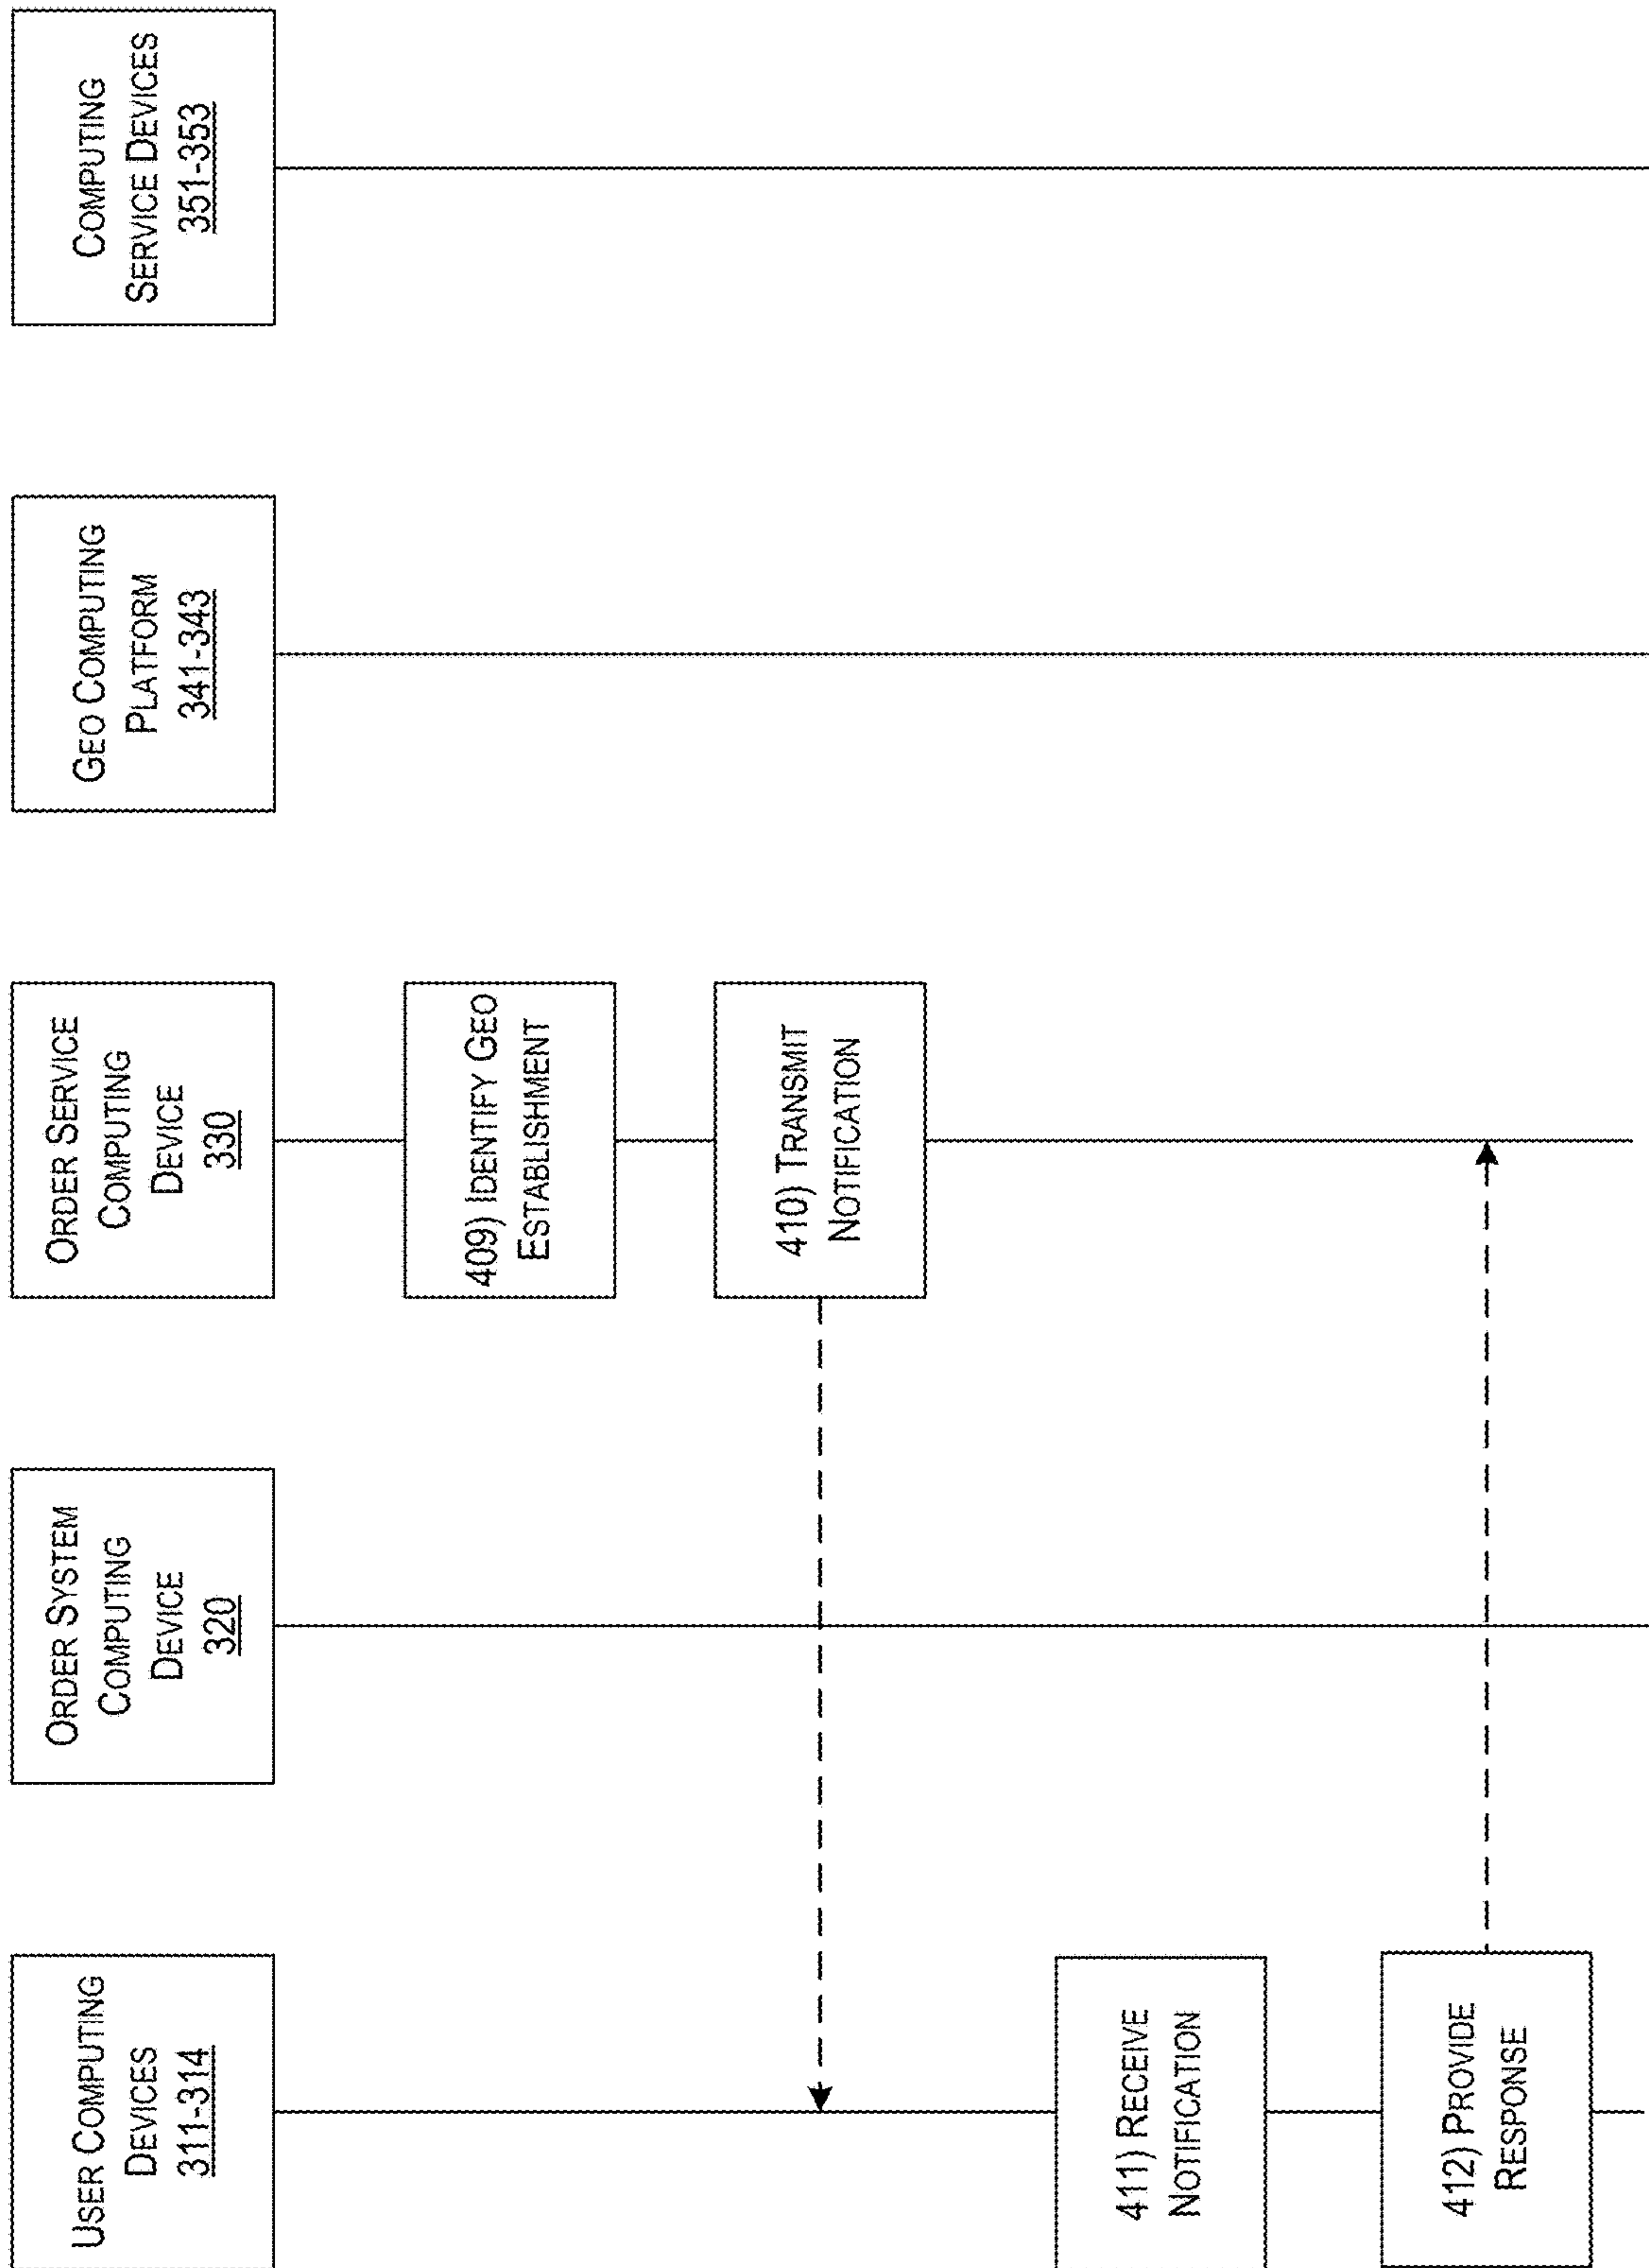 USER COMPUTING
DEVICES
311-314
ORDER SYSTEM
COMPUTING
DEVICE
320
ORDER SERVICE
COMPUTING
DEVICE
330
GEO COMPUTING
PLATFORM
341-343
COMPUTING
SERVICE DEVICES
351-353
409) IDENTIFY GEO
ESTABLISHMENT
410) TRANSMIT
NOTIFICATION
411) RECEIVE
NOTIFICATION
412) PROVIDE
RESPONSE